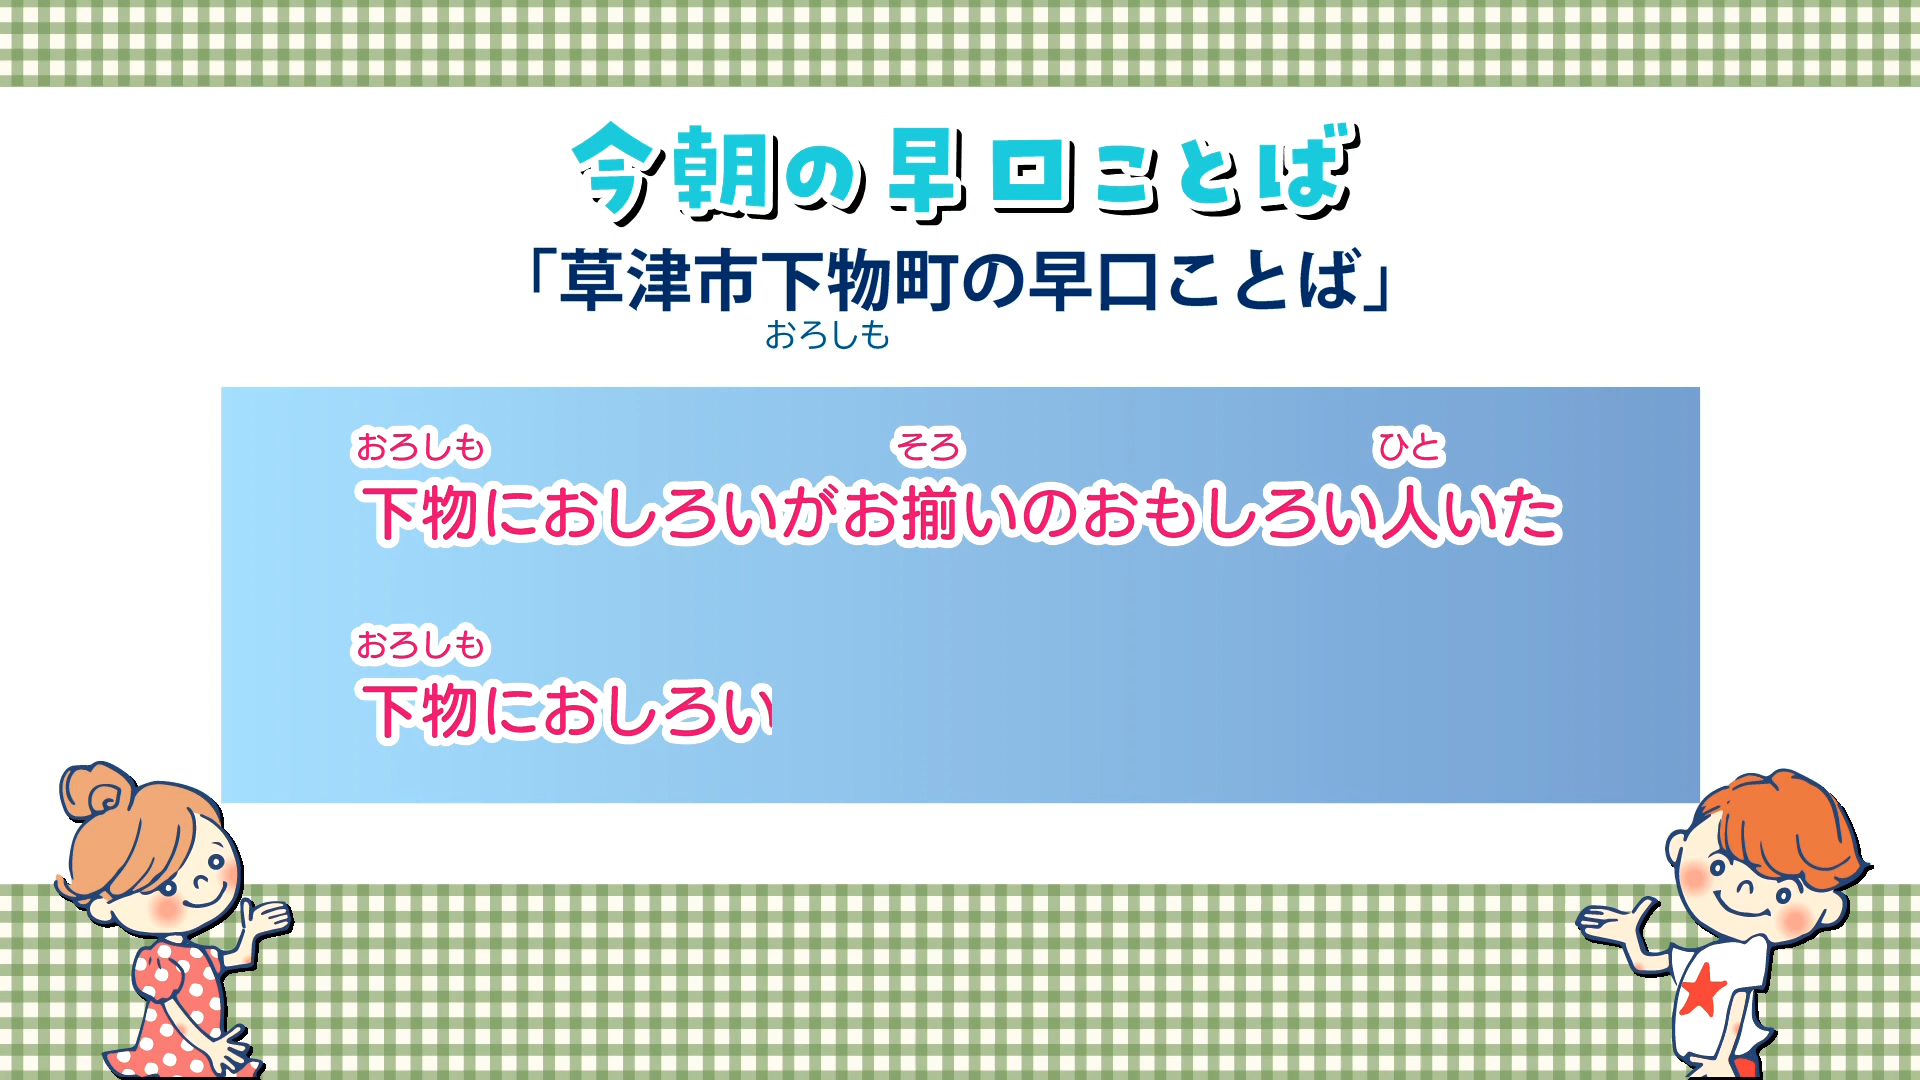 今朝の早口ことば
「草津市下物町の早口ことば」
おろしも
おろしも そろ ひと
下物におしろいがお揃いのおもしろい人いた
おろしも
下物におしろい